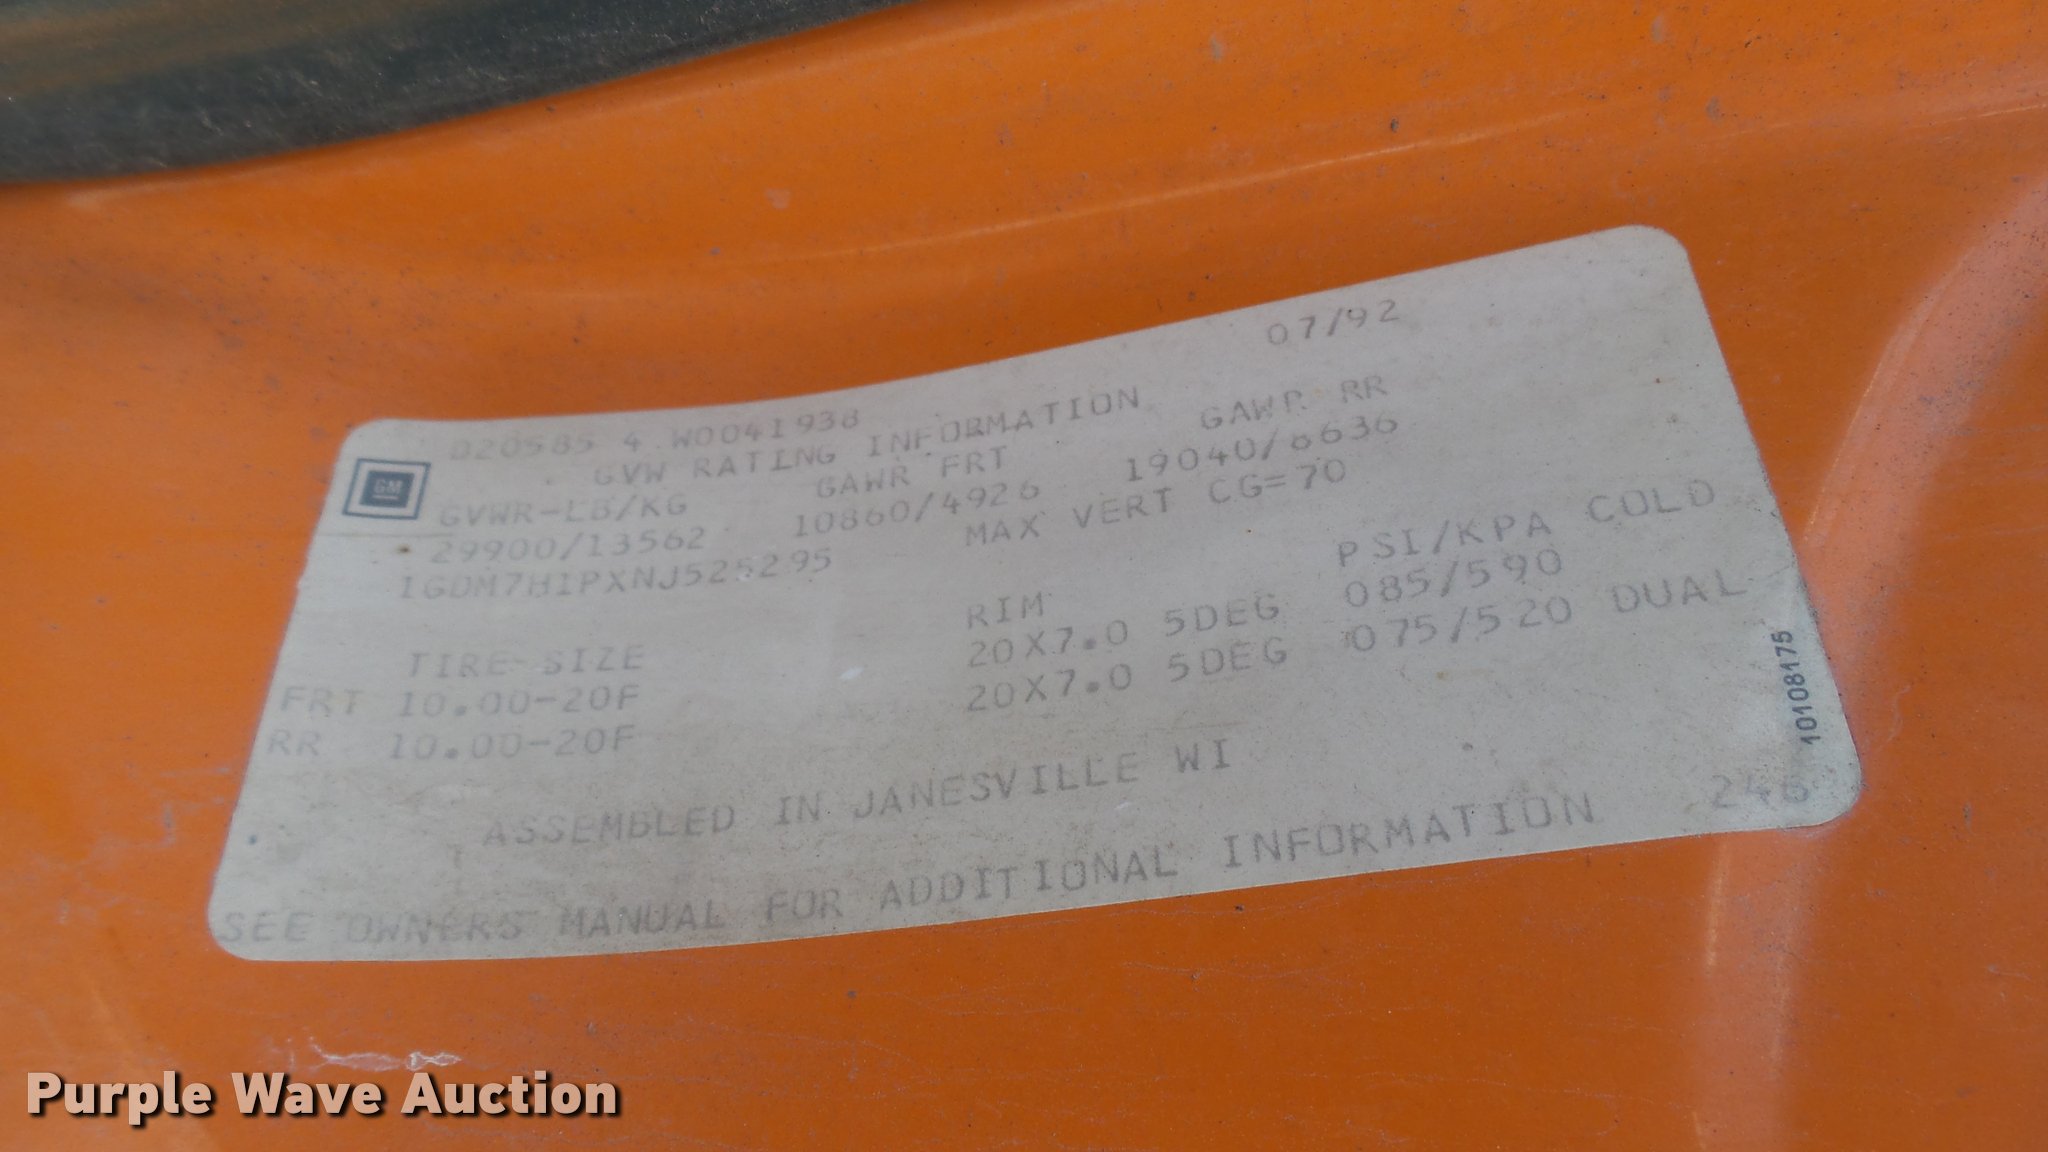 07/92
D20585 4 W0041938
GVW RATING INFORMATION
GM
GVWR-LB/KG GAWR FRT GAWR RR
29900/13562 10860/4926 19040/8636
1GDM7H1PXNJ525295 MAX VERT CG=70
TIRE SIZE RIM PSI/KPA COLD
FRT 10.00-20F 20X7.0 5DEG 085/590
RR 10.00-20F 20X7.0 5DEG 075/520 DUAL
10108175
ASSEMBLED IN JANESVILLE WI
246
SEE OWNERS MANUAL FOR ADDITIONAL INFORMATION
Purple Wave Auction